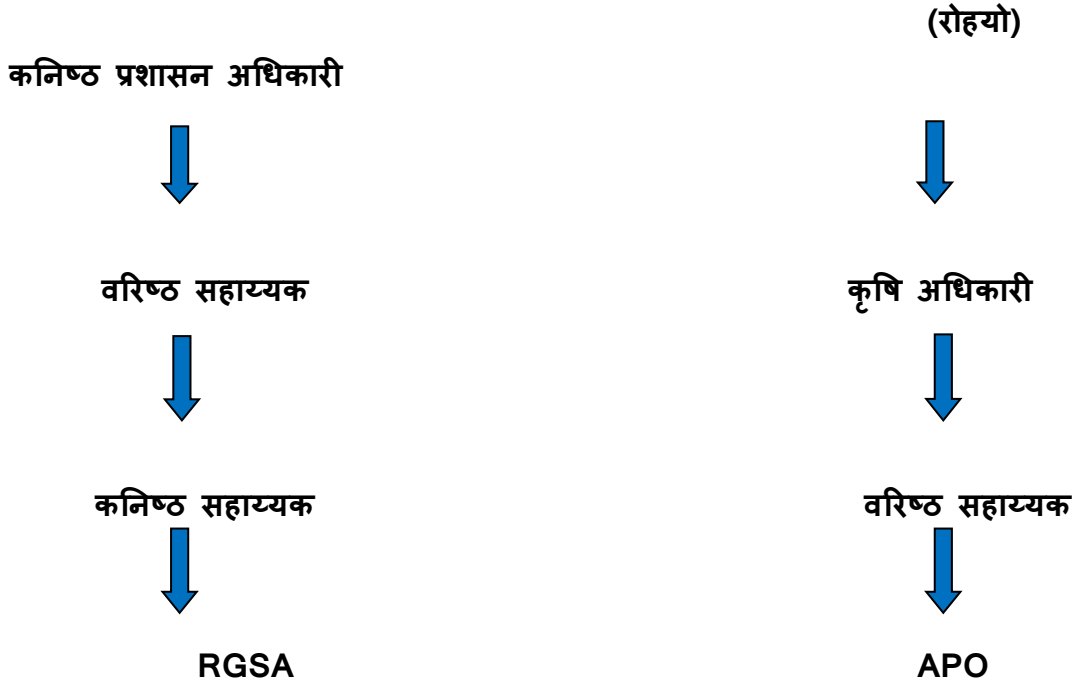 (रोहयो)
कनिष्ठ प्रशासन अधिकारी
वरिष्ठ सहाय्यक
कृषि अधिकारी
कनिष्ठ सहाय्यक
वरिष्ठ सहाय्यक
RGSA
APO